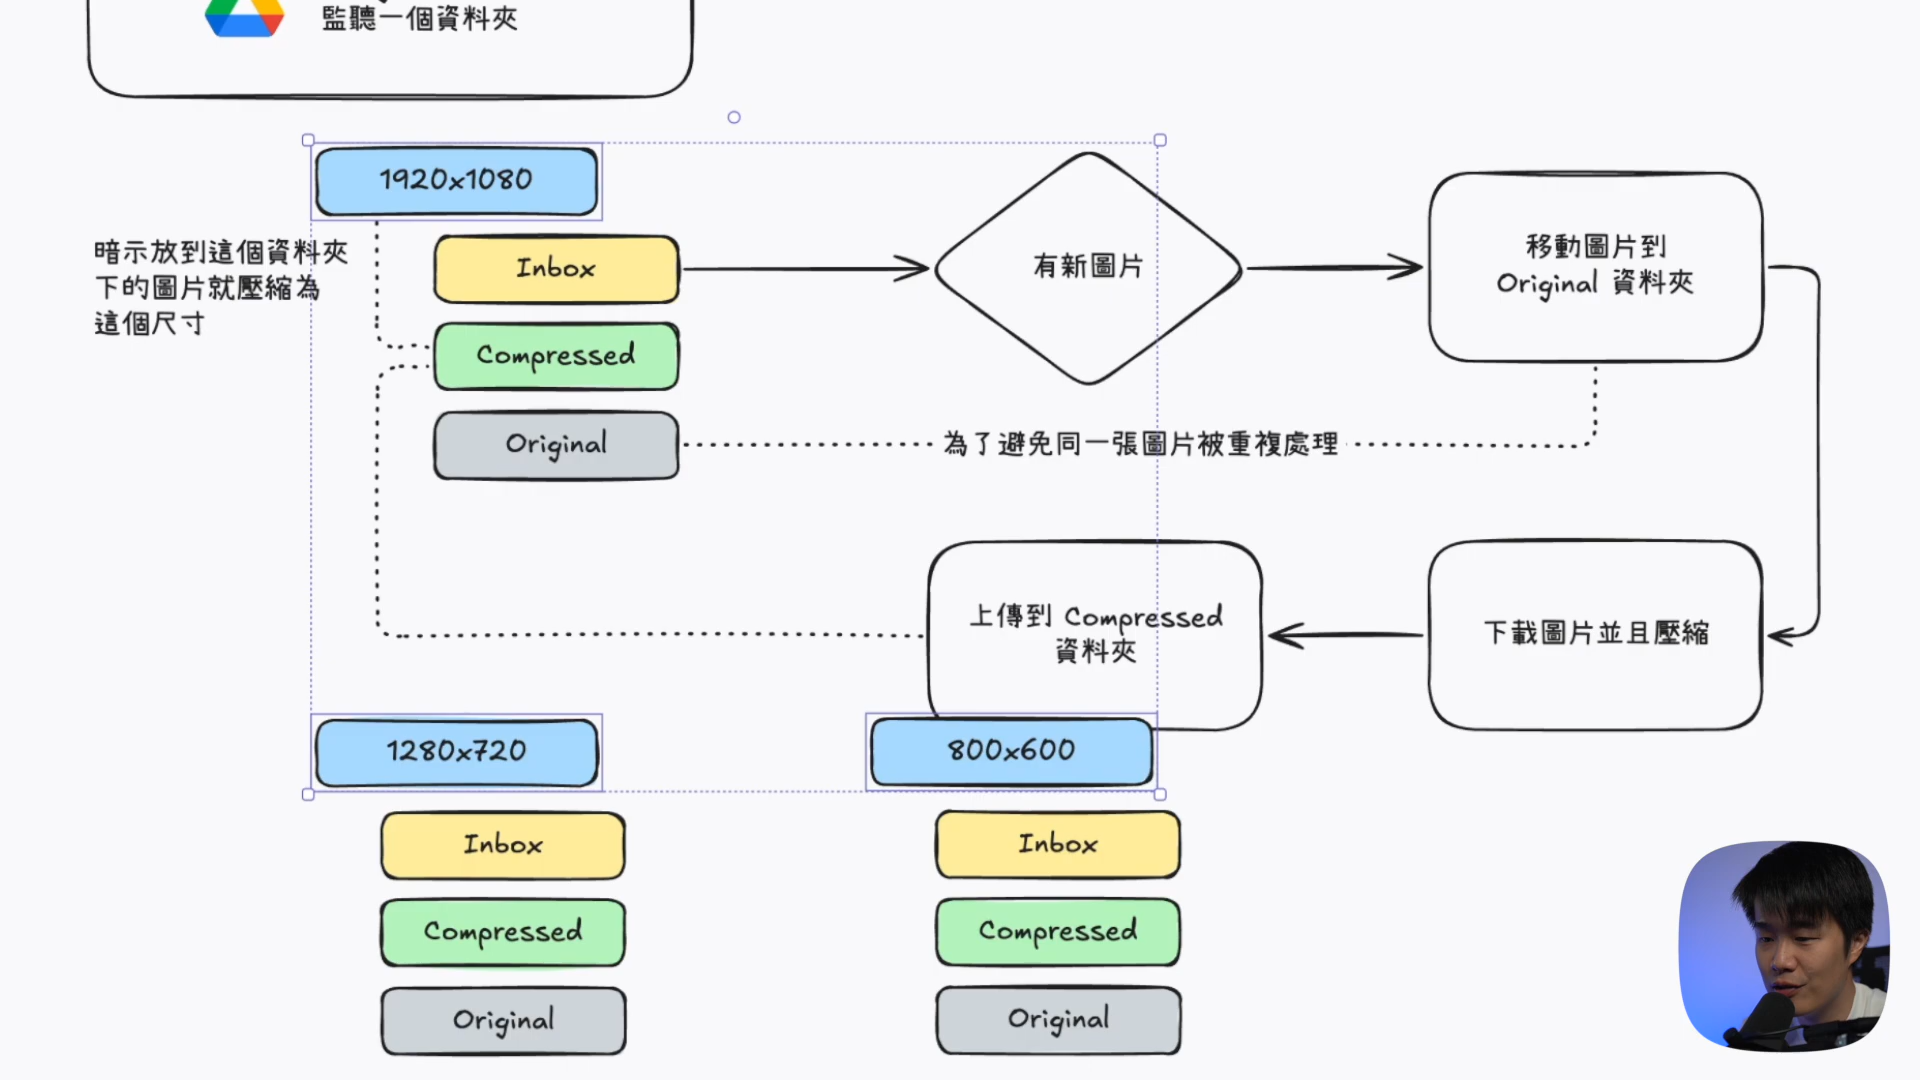 監聽一個資料夾
1920x1080
暗示放到這個資料夾
下的圖片就壓縮為
這個尺寸
Inbox
Compressed
Original
有新圖片
移動圖片到
Original 資料夾
為了避免同一張圖片被重複處理
上傳到 Compressed
資料夾
下載圖片並且壓縮
1280x720
Inbox
Compressed
Original
800x600
Inbox
Compressed
Original